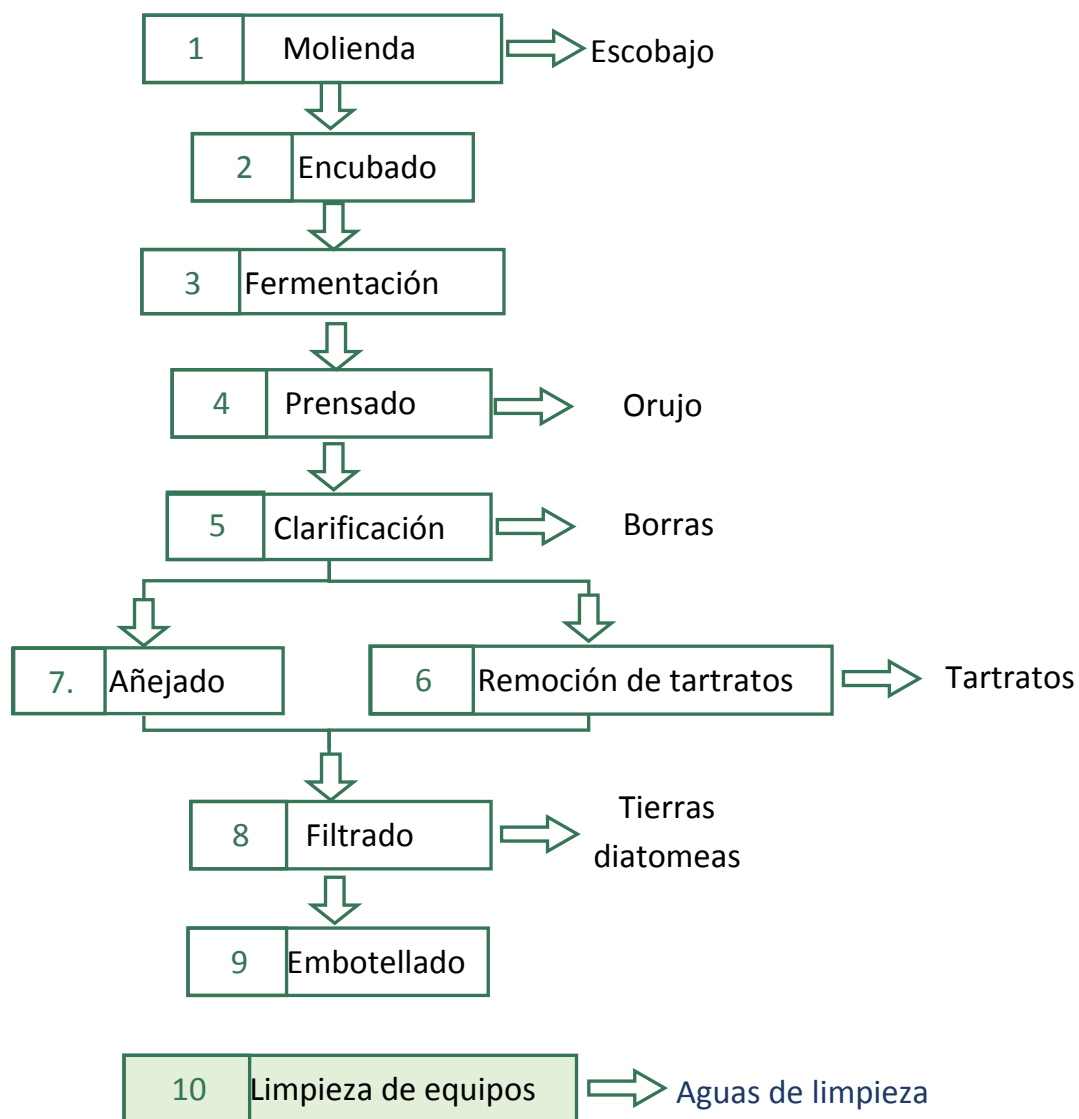 1 Molienda
Escobajo
2 Encubado
3 Fermentación
4 Prensado
Orujo
5 Clarificación
Borras
7. Añejado
6 Remoción de tartratos
Tartratos
8 Filtrado
Tierras
diatomeas
9 Embotellado
10 Limpieza de equipos
Aguas de limpieza